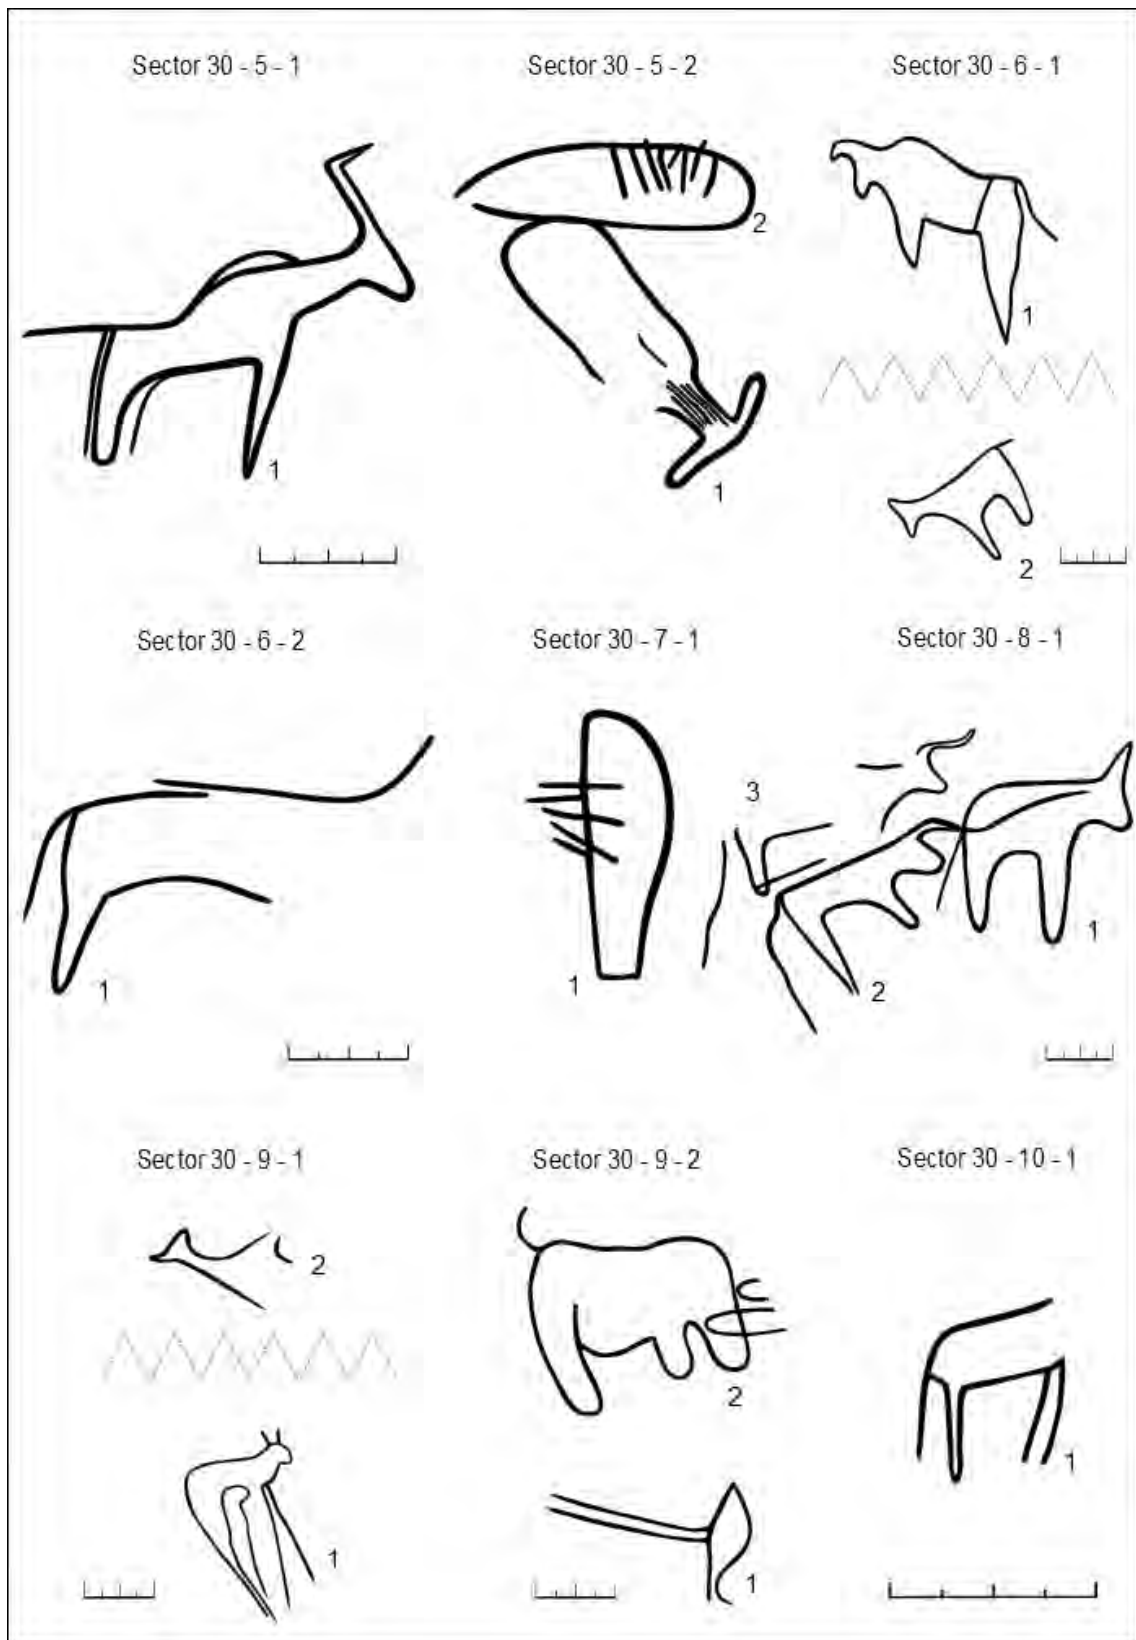 Sector 30 - 5 - 1
Sector 30 - 5 - 2
Sector 30 - 6 - 1
2
1
1
1
2
Sector 30 - 6 - 2
Sector 30 - 7 - 1
Sector 30 - 8 - 1
3
1
1
1
2
Sector 30 - 9 - 1
Sector 30 - 9 - 2
Sector 30 - 10 - 1
2
2
1
1
1